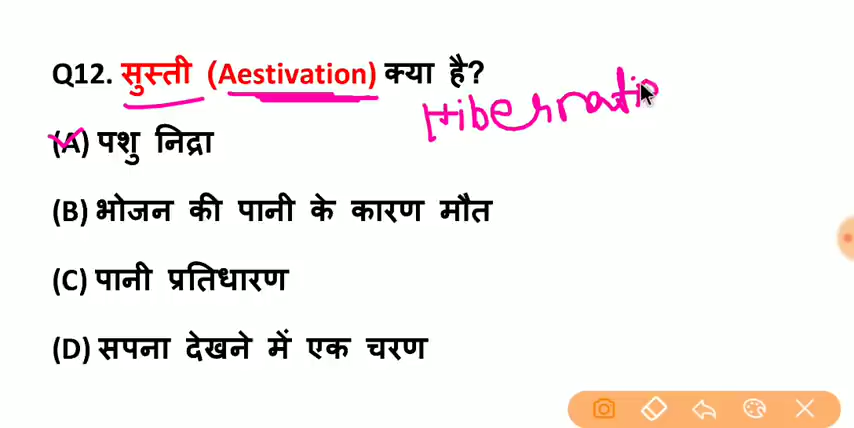 Q12. सुस्ती (Aestivation) क्या है?
Hibernatio
(A) पशु निद्रा
(B) भोजन की पानी के कारण मौत
(C) पानी प्रतिधारण
(D) सपना देखने में एक चरण